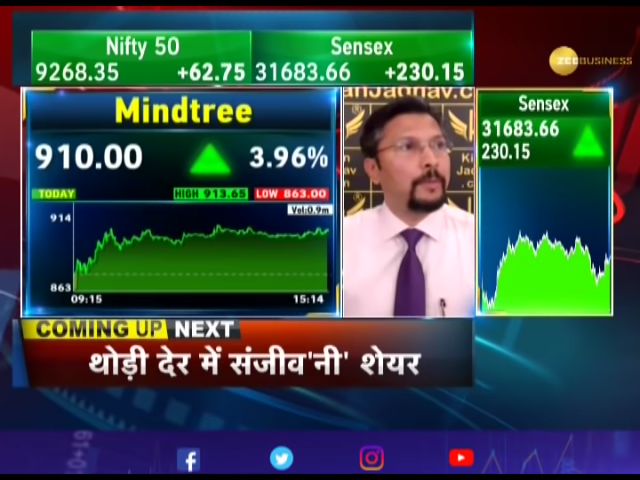 Nifty 50
9268.35 +62.75
Sensex
31683.66 +230.15
ZEE BUSINESS
Mindtree
910.00 3.96%
TODAY HIGH 913.65 LOW 863.00
Vol:0.9m
914
863
09:15 15:14
Sensex
31683.66
230.15
COMING UP NEXT
थोड़ी देर में संजीव'नी' शेयर